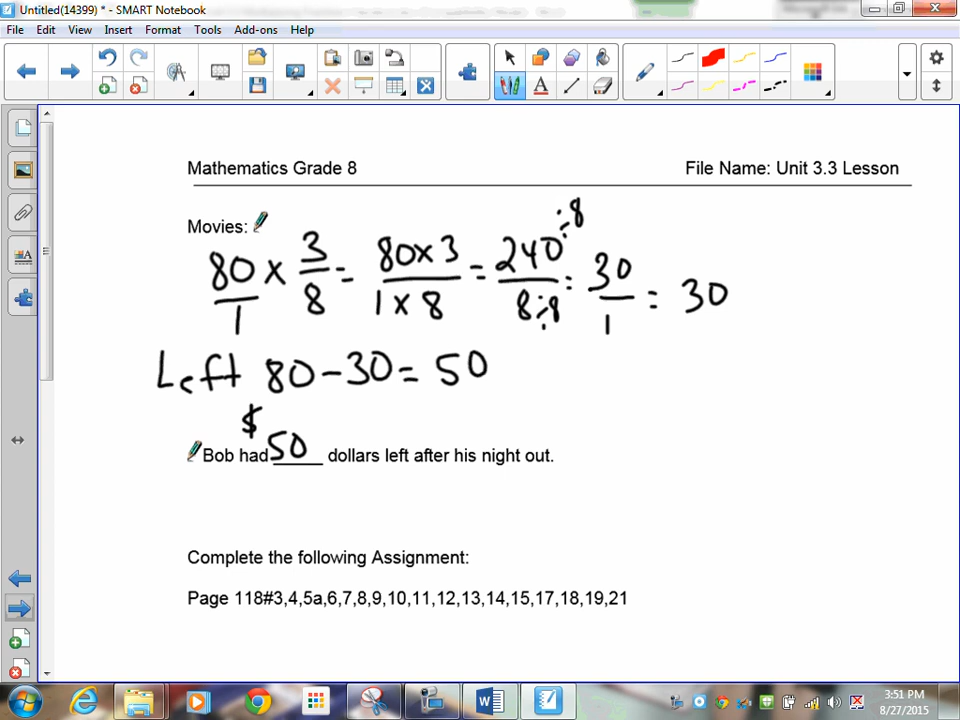 Untitled(14399) * - SMART Notebook
File Edit View Insert Format Tools Add-ons Help
Mathematics Grade 8 File Name: Unit 3.3 Lesson
Movies:
80/1 x 3/8 = 80x3/1x8 = 240÷8/8÷8 = 30/1 = 30
Left 80-30=50
$
Bob had 50 dollars left after his night out.
Complete the following Assignment:
Page 118#3,4,5a,6,7,8,9,10,11,12,13,14,15,17,18,19,21
3:51 PM
8/27/2015